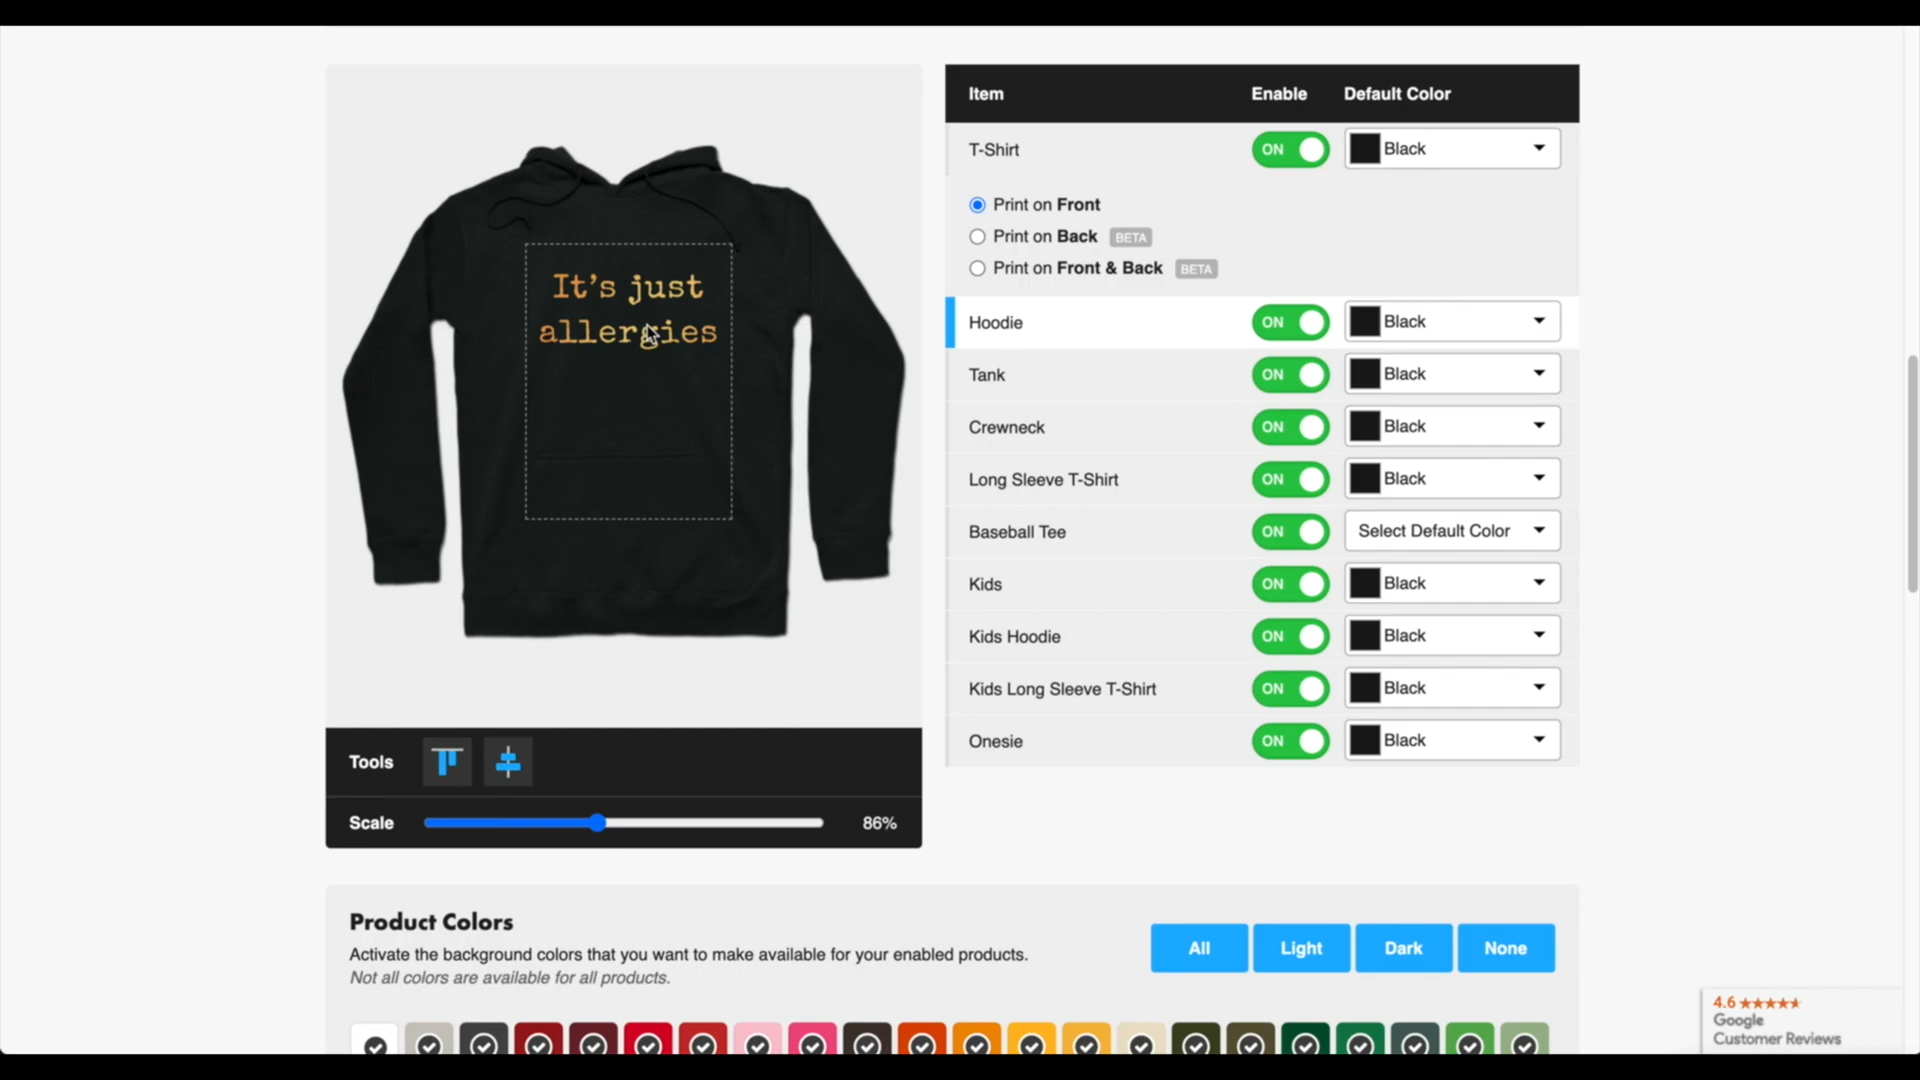 It's just
allergies
Item Enable Default Color
T-Shirt ON Black
Print on Front
Print on Back BETA
Print on Front & Back BETA
Hoodie ON Black
Tank ON Black
Crewneck ON Black
Long Sleeve T-Shirt ON Black
Baseball Tee ON Select Default Color
Kids ON Black
Kids Hoodie ON Black
Kids Long Sleeve T-Shirt ON Black
Onesie ON Black
Tools
Scale 86%
Product Colors
Activate the background colors that you want to make available for your enabled products.
Not all colors are available for all products.
All Light Dark None
4.6
Google
Customer Reviews